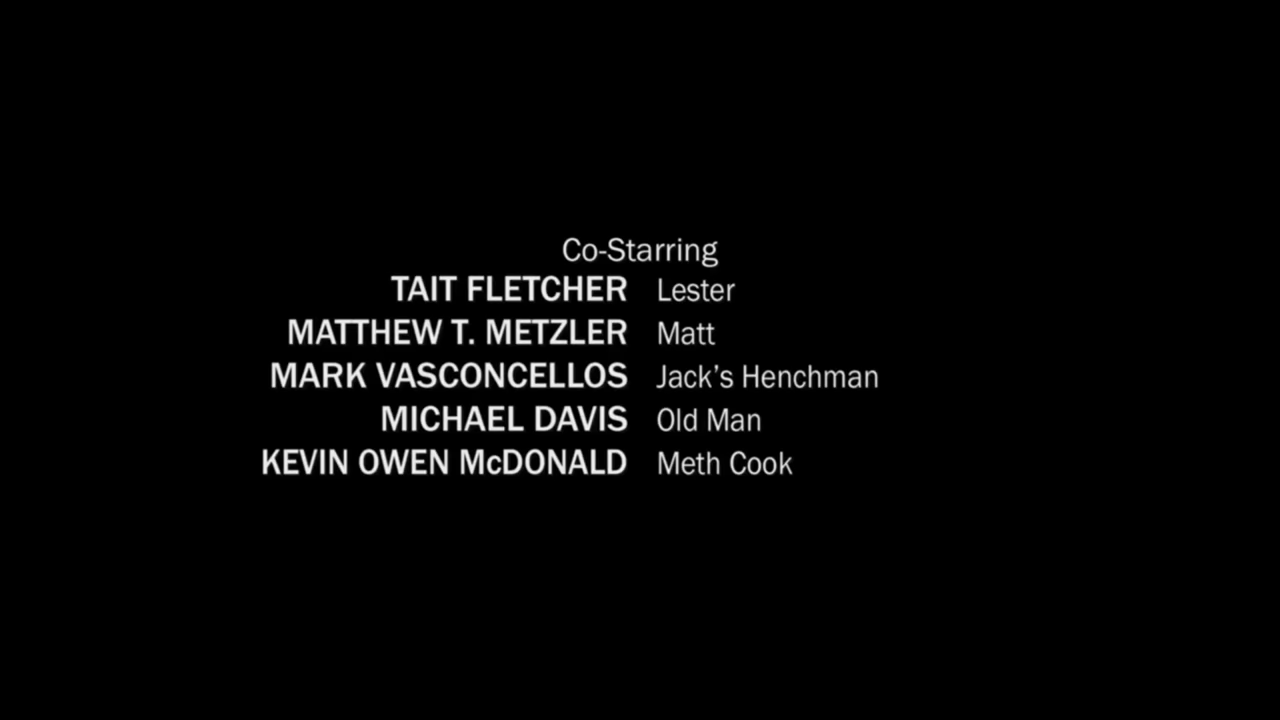 Co-Starring
TAIT FLETCHER Lester
MATTHEW T. METZLER Matt
MARK VASCONCELLOS Jack’s Henchman
MICHAEL DAVIS Old Man
KEVIN OWEN McDONALD Meth Cook